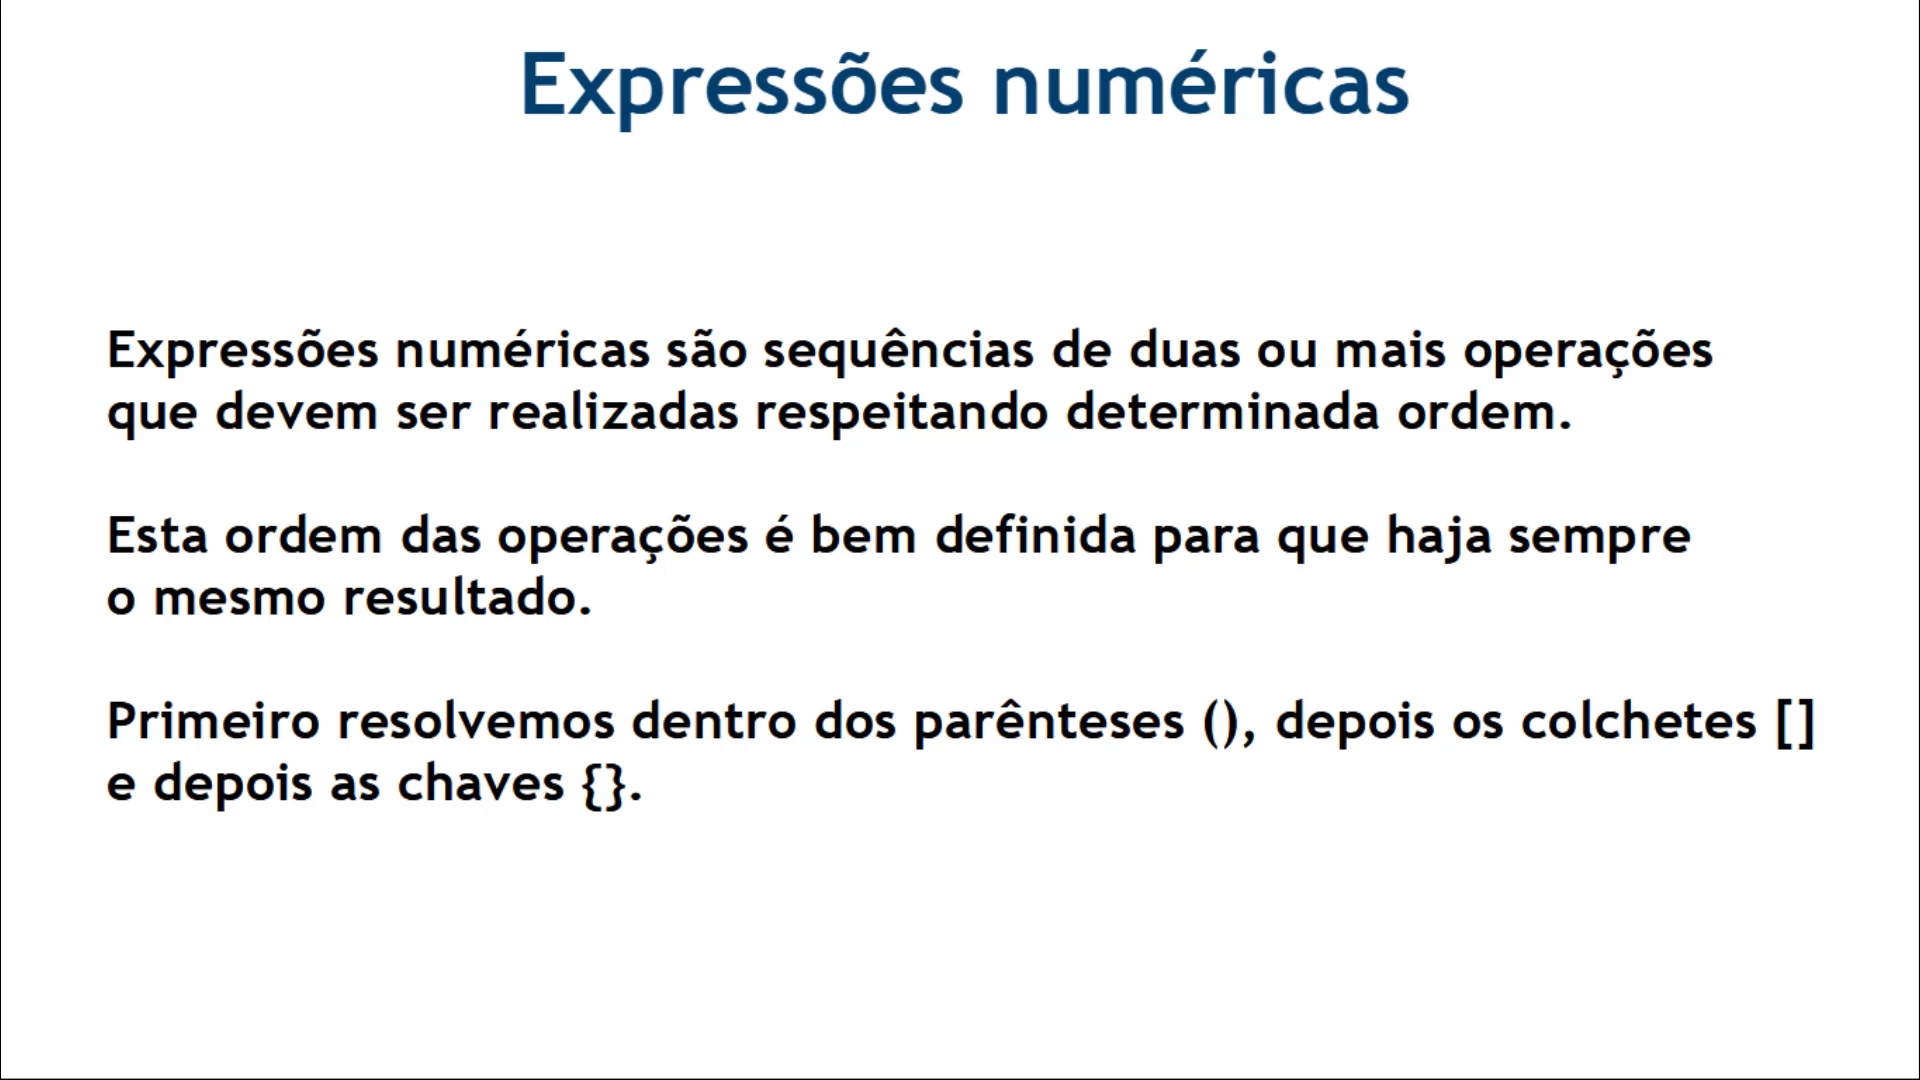 Expressões numéricas
Expressões numéricas são sequências de duas ou mais operações
que devem ser realizadas respeitando determinada ordem.
Esta ordem das operações é bem definida para que haja sempre
o mesmo resultado.
Primeiro resolvemos dentro dos parênteses (), depois os colchetes []
e depois as chaves {}.